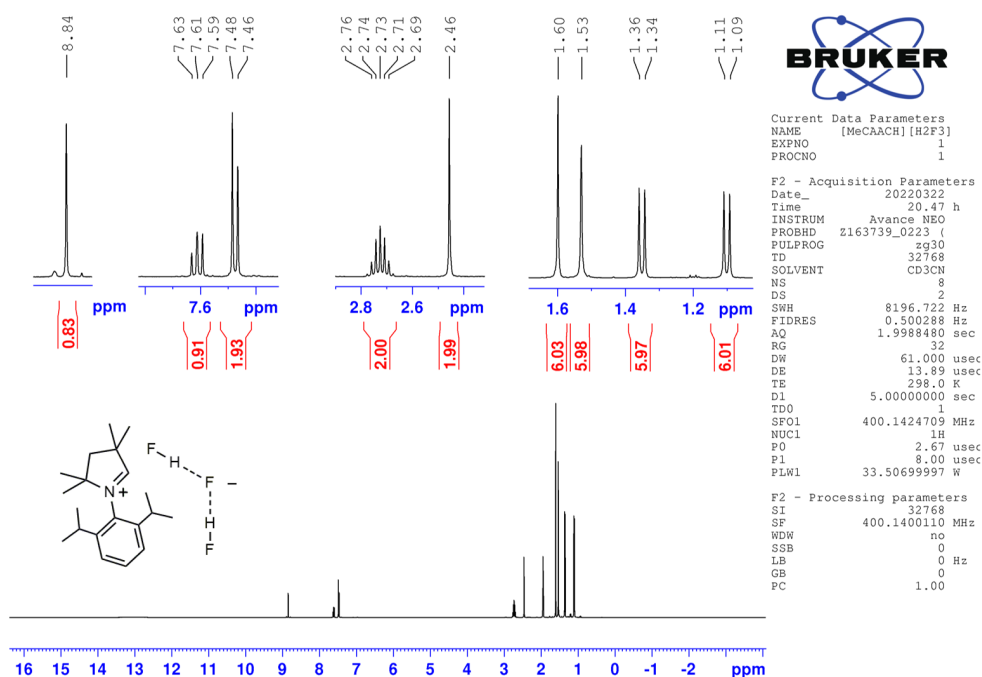 8.84
7.63
7.61
7.59
7.48
7.46
2.76
2.74
2.73
2.71
2.69
2.46
1.60
1.53
1.36
1.34
1.11
1.09
BRUKER
Current Data Parameters
NAME [MeCAACH][H2F3]
EXPNO 1
PROCNO 1
F2 - Acquisition Parameters
Date_ 20220322
Time 20.47 h
INSTRUM Avance NEO
PROBHD Z163739_0223 (
PULPROG zg30
TD 32768
SOLVENT CD3CN
NS 8
DS 2
SWH 8196.722 Hz
FIDRES 0.500288 Hz
AQ 1.9988480 sec
RG 32
DW 61.000 usec
DE 13.89 usec
TE 298.0 K
D1 5.00000000 sec
TD0 1
SFO1 400.1424709 MHz
NUC1 1H
P0 2.67 usec
P1 8.00 usec
PLW1 33.50699997 W
F2 - Processing parameters
SI 32768
SF 400.1400110 MHz
WDW no
SSB 0
LB 0 Hz
GB 0
PC 1.00
ppm
7.6 ppm
2.8 2.6 ppm
1.6 1.4 1.2 ppm
0.83
0.91
1.93
2.00
1.99
6.03
5.98
5.97
6.01
F
H
F −
N+
H
F
16 15 14 13 12 11 10 9 8 7 6 5 4 3 2 1 0 -1 -2 ppm